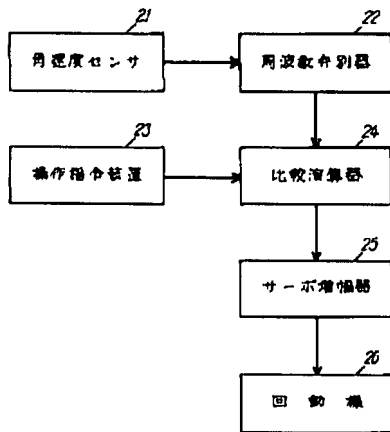 21
角速度センサ
22
周波数弁別器
23
操作指令装置
24
比較演算器
25
サーボ増幅器
26
回動機